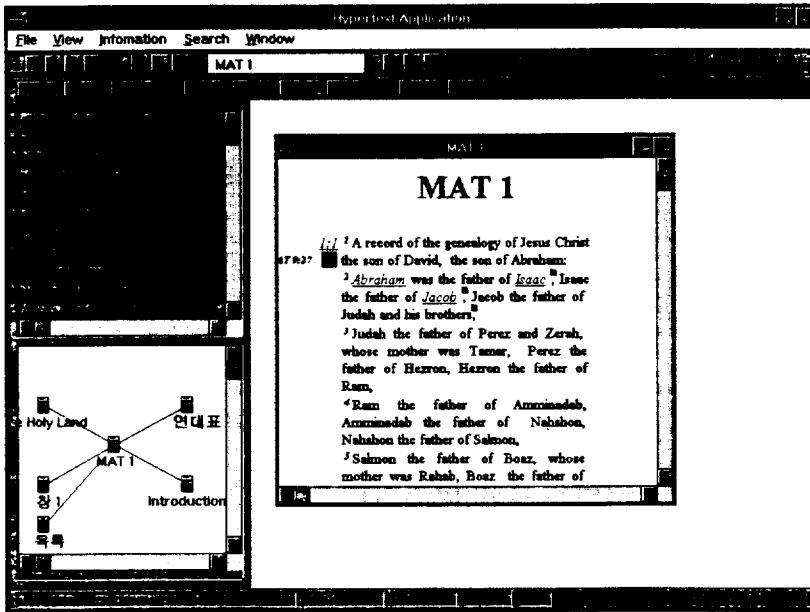 Hypertext Application
File View Infomation Search Window
MAT 1
MAT 1
MAT 1
1:1 1 A record of the genealogy of Jesus Christ
the son of David, the son of Abraham:
2 Abraham was the father of Isaac, Isaac
the father of Jacob, Jacob the father of
Judah and his brothers,
3 Judah the father of Perez and Zerah,
whose mother was Tamar, Perez the
father of Hezron, Hezron the father of
Ram,
4 Ram the father of Amminadab,
Amminadab the father of Nahshon,
Nahshon the father of Salmon,
5 Salmon the father of Boaz, whose
mother was Rahab, Boaz the father of
Holy Land
연대표
MAT 1
창 1
Introduction
목록